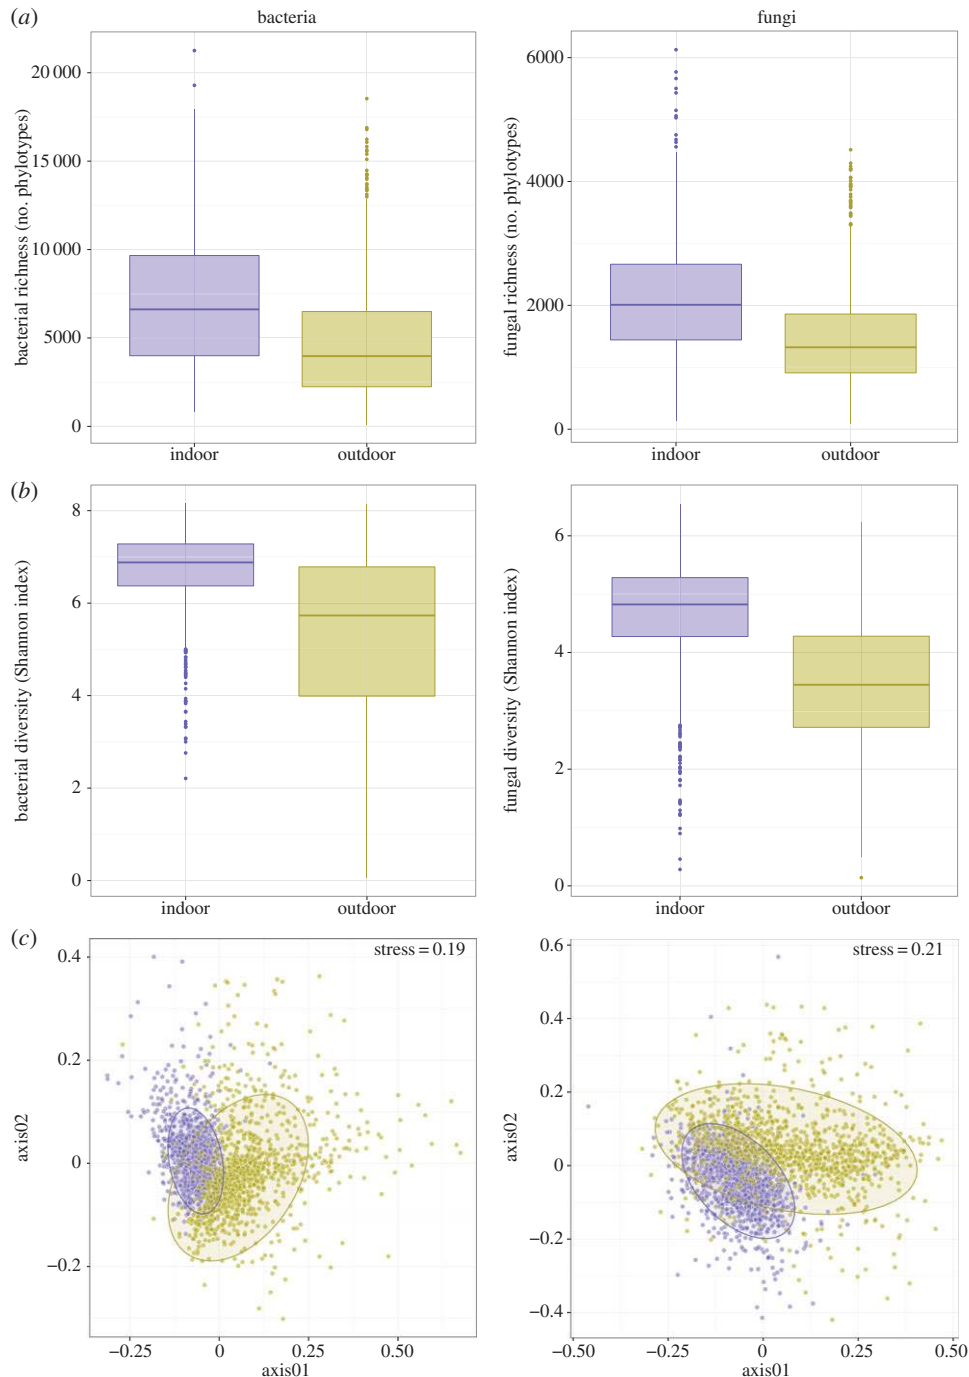 (a)
bacteria
fungi
bacterial richness (no. phylotypes)
20 000
15 000
10 000
5000
0
indoor
outdoor
fungal richness (no. phylotypes)
6000
4000
2000
0
indoor
outdoor
(b)
bacterial diversity (Shannon index)
8
6
4
2
0
indoor
outdoor
fungal diversity (Shannon index)
6
4
2
0
indoor
outdoor
(c)
stress = 0.19
axis02
0.4
0.2
0
−0.2
−0.25
0
0.25
0.50
axis01
stress = 0.21
axis02
0.6
0.4
0.2
0
−0.2
−0.4
−0.50
−0.25
0
0.25
0.50
axis01